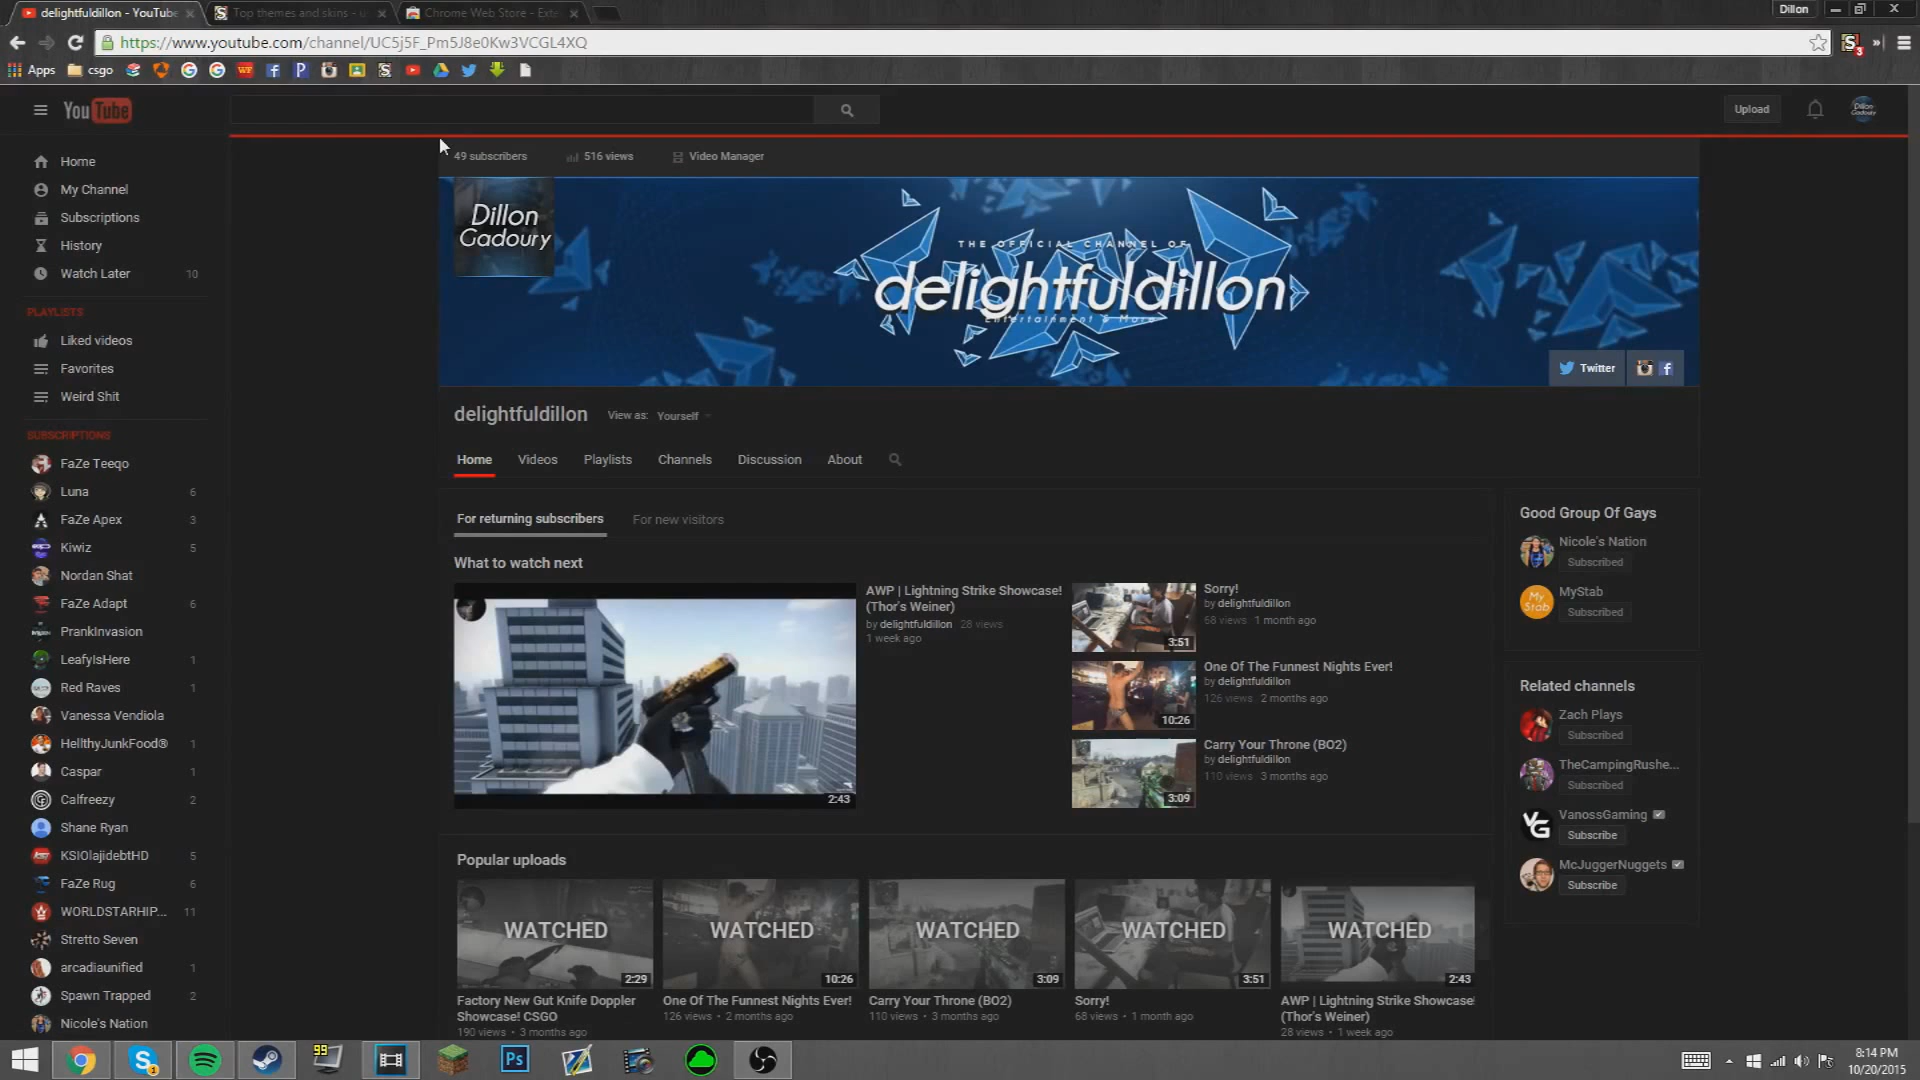 delightfuldillon - YouTube
Top themes and skins - u
Chrome Web Store - Exte
Dillon
https://www.youtube.com/channel/UC5j5F_Pm5J8e0Kw3VCGL4XQ
3
Apps
csgo
WF
YouTube
Upload
Home
My Channel
Subscriptions
History
Watch Later 10
PLAYLISTS
Liked videos
Favorites
Weird Shit
SUBSCRIPTIONS
FaZe Teeqo
Luna 6
FaZe Apex 3
Kiwiz 5
Nordan Shat
FaZe Adapt 6
PrankInvasion
LeafyIsHere 1
Red Raves 1
Vanessa Vendiola
HellthyJunkFood® 1
Caspar 1
Calfreezy 2
Shane Ryan
KSIOlajidebtHD 5
FaZe Rug 6
WORLDSTARHIP... 11
Stretto Seven
arcadiaunified 1
Spawn Trapped 2
Nicole's Nation
49 subscribers 516 views Video Manager
Dillon
Gadoury
THE OFFICIAL CHANNEL OF
delightfuldillon
Entertainment & More
Twitter
delightfuldillon View as: Yourself
Home Videos Playlists Channels Discussion About
For returning subscribers For new visitors
What to watch next
2:43
AWP | Lightning Strike Showcase!
(Thor's Weiner)
by delightfuldillon 28 views
1 week ago
3:51
Sorry!
by delightfuldillon
68 views 1 month ago
10:26
One Of The Funnest Nights Ever!
by delightfuldillon
126 views 2 months ago
3:09
Carry Your Throne (BO2)
by delightfuldillon
110 views 3 months ago
Popular uploads
WATCHED
2:29
Factory New Gut Knife Doppler
Showcase! CSGO
190 views • 3 months ago
WATCHED
10:26
One Of The Funnest Nights Ever!
126 views • 2 months ago
WATCHED
3:09
Carry Your Throne (BO2)
110 views • 3 months ago
WATCHED
3:51
Sorry!
68 views • 1 month ago
WATCHED
2:43
AWP | Lightning Strike Showcase!
(Thor's Weiner)
28 views • 1 week ago
Good Group Of Gays
Nicole's Nation
Subscribed
My
Stab
MyStab
Subscribed
Related channels
Zach Plays
Subscribed
TheCampingRushe...
Subscribed
VG
VanossGaming
Subscribe
McJuggerNuggets
Subscribe
99
Ps
8:14 PM
10/20/2015